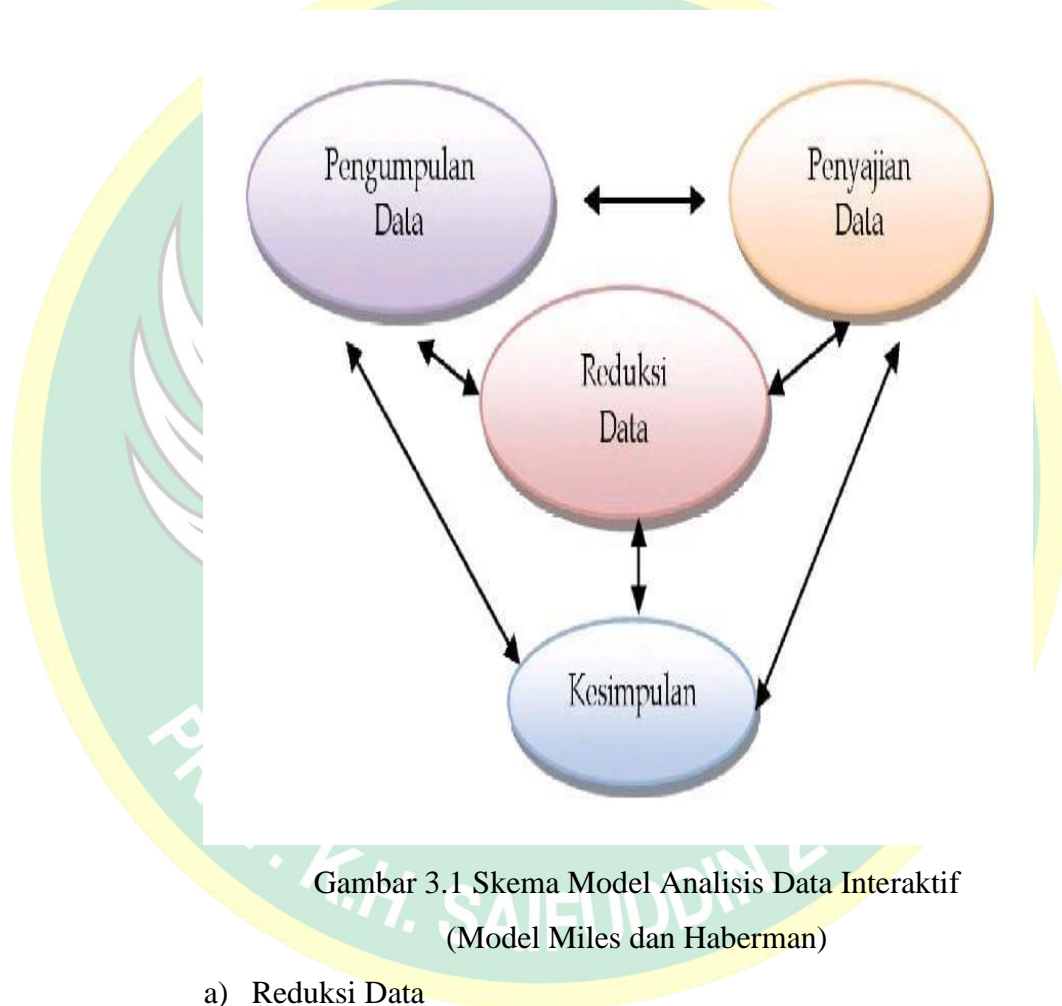 Pengumpulan
Data
Penyajian
Data
Reduksi
Data
Kesimpulan
K.H. SAIFUDDIN
Gambar 3.1 Skema Model Analisis Data Interaktif
(Model Miles dan Haberman)
a) Reduksi Data